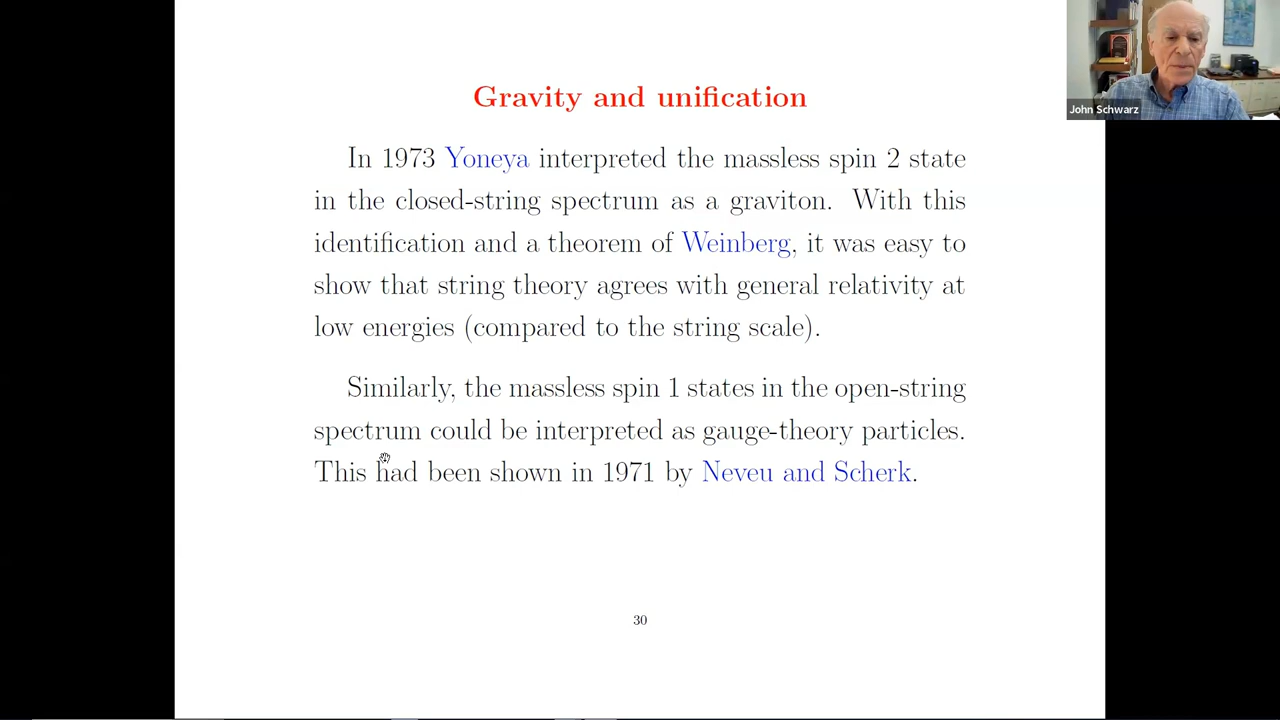 Gravity and unification
In 1973 Yoneya interpreted the massless spin 2 state
in the closed-string spectrum as a graviton. With this
identification and a theorem of Weinberg, it was easy to
show that string theory agrees with general relativity at
low energies (compared to the string scale).
Similarly, the massless spin 1 states in the open-string
spectrum could be interpreted as gauge-theory particles.
This had been shown in 1971 by Neveu and Scherk.
30
John Schwarz